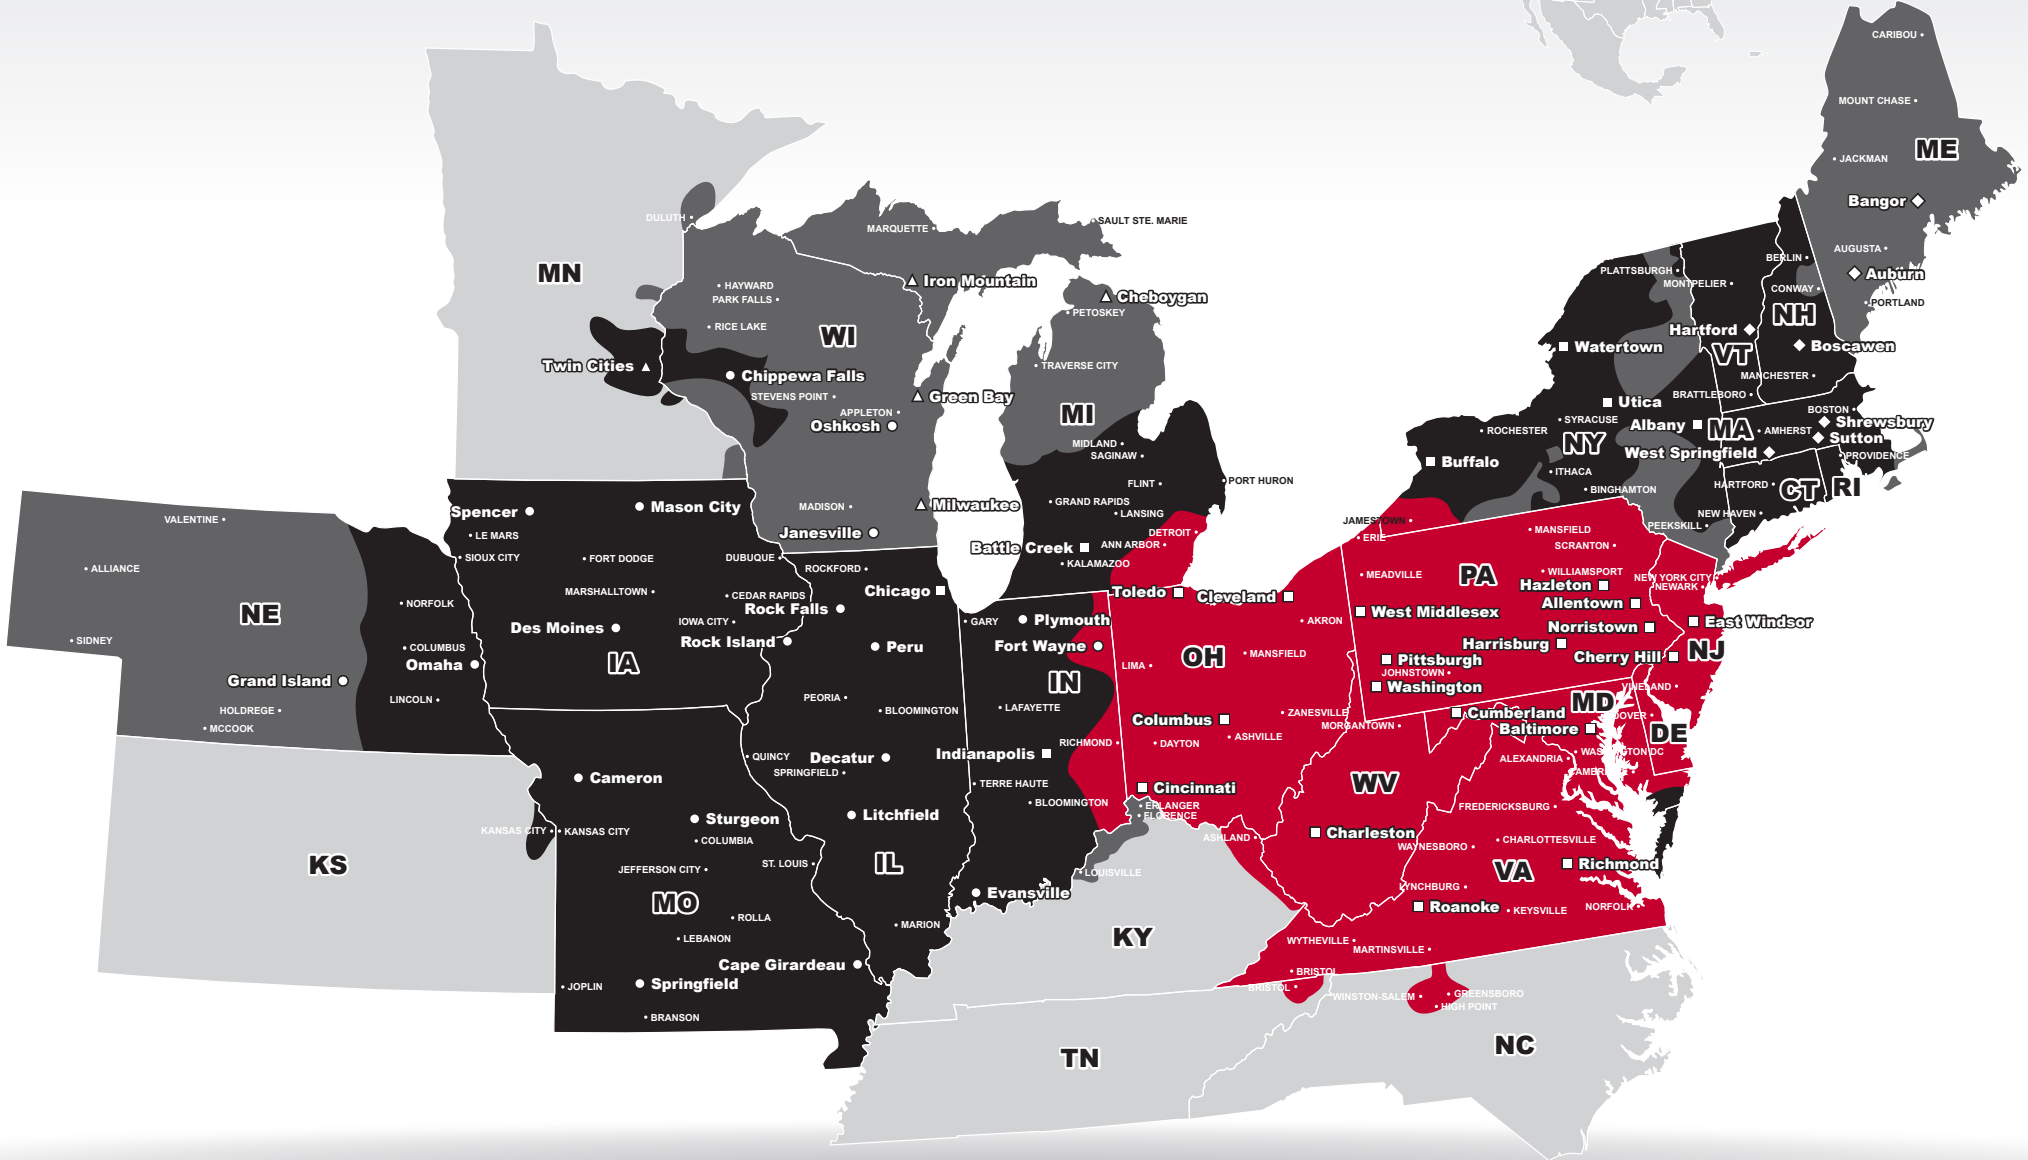 CARIBOU
MOUNT CHASE
ME
JACKMAN
Bangor
DULUTH
MARQUETTE
SAULT STE. MARIE
AUGUSTA
BERLIN
MN
PLATTSBURGH
Auburn
HAYWARD
Iron Mountain
MONTPELIER
CONWAY
PARK FALLS
Cheboygan
PORTLAND
PETOSKEY
NH
RICE LAKE
WI
Hartford
Watertown
VT
Boscawen
Twin Cities
TRAVERSE CITY
Chippewa Falls
MANCHESTER
STEVENS POINT
Green Bay
BRATTLEBORO
Utica
APPLETON
MI
BOSTON
Oshkosh
SYRACUSE
Albany
MA
Shrewsbury
ROCHESTER
AMHERST
Sutton
MIDLAND
NY
SAGINAW
West Springfield
PROVIDENCE
Buffalo
ITHACA
FLINT
PORT HURON
HARTFORD
CT
RI
BINGHAMTON
GRAND RAPIDS
Spencer
Mason City
MADISON
Milwaukee
LANSING
NEW HAVEN
VALENTINE
JAMESTOWN
PEEKSKILL
LE MARS
Janesville
DETROIT
ERIE
MANSFIELD
Battle Creek
ANN ARBOR
SCRANTON
SIOUX CITY
FORT DODGE
DUBUQUE
KALAMAZOO
ALLIANCE
ROCKFORD
MEADVILLE
PA
WILLIAMSPORT
NEW YORK CITY
MARSHALLTOWN
CEDAR RAPIDS
Chicago
Toledo
Cleveland
Hazleton
NEWARK
NORFOLK
Rock Falls
Allentown
NE
IOWA CITY
GARY
Plymouth
AKRON
West Middlesex
East Windsor
Des Moines
Norristown
SIDNEY
Rock Island
Peru
Fort Wayne
Harrisburg
COLUMBUS
NJ
Omaha
IA
LIMA
OH
MANSFIELD
Pittsburgh
Cherry Hill
JOHNSTOWN
Grand Island
IN
Washington
VINELAND
LINCOLN
PEORIA
HOLDREGE
BLOOMINGTON
LAFAYETTE
ZANESVILLE
Cumberland
MD
DOVER
MCCOOK
Columbus
MORGANTOWN
Baltimore
DE
ASHVILLE
QUINCY
Decatur
Indianapolis
RICHMOND
DAYTON
WASHINGTON DC
ALEXANDRIA
SPRINGFIELD
CAMBRIDGE
Cameron
TERRE HAUTE
Cincinnati
WV
BLOOMINGTON
ERLANGER
FREDERICKSBURG
Sturgeon
Litchfield
FLORENCE
KANSAS CITY
KANSAS CITY
ASHLAND
Charleston
COLUMBIA
CHARLOTTESVILLE
WAYNESBORO
KS
ST. LOUIS
IL
Richmond
JEFFERSON CITY
LOUISVILLE
VA
LYNCHBURG
MO
Evansville
Roanoke
KEYSVILLE
NORFOLK
ROLLA
MARION
LEBANON
KY
WYTHEVILLE
MARTINSVILLE
Cape Girardeau
BRISTOL
JOPLIN
Springfield
BRISTOL
WINSTON-SALEM
GREENSBORO
HIGH POINT
BRANSON
TN
NC